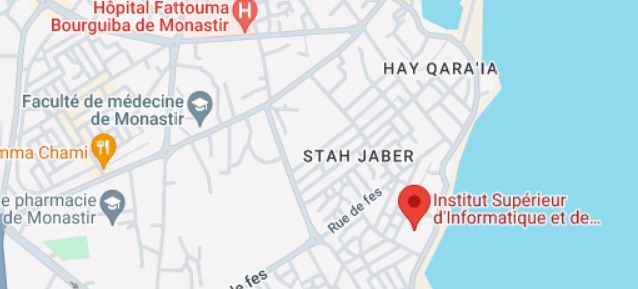 Hôpital Fattouma
Bourguiba de Monastir
HAY QARA'IA
Faculté de médecine
de Monastir
mma Chami
STAH JABER
e pharmacie
de Monastir
Rue de fes
Institut Supérieur
d'Informatique et de...
de fes
H